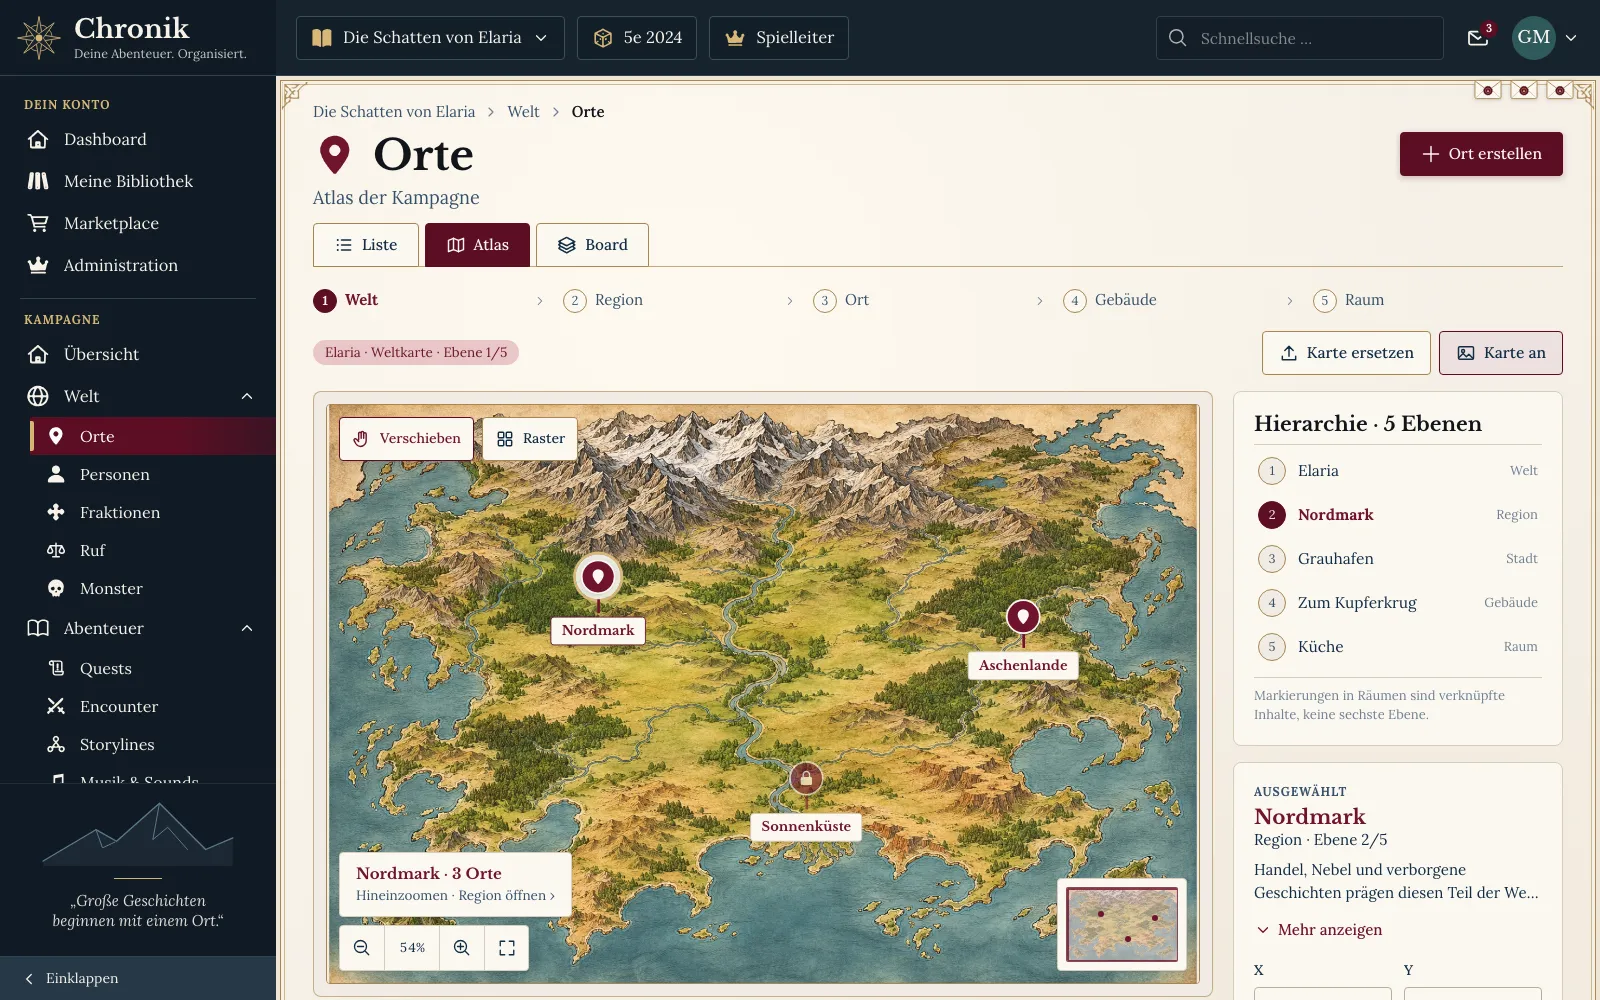 Chronik
Deine Abenteuer. Organisiert.
Die Schatten von Elaria
5e 2024
Spielleiter
Schnellsuche ...
3
GM
DEIN KONTO
Dashboard
Meine Bibliothek
Marketplace
Administration
KAMPAGNE
Übersicht
Welt
Orte
Personen
Fraktionen
Ruf
Monster
Abenteuer
Quests
Encounter
Storylines
Musik & Sounds
„Große Geschichten
beginnen mit einem Ort.“
Einklappen
Die Schatten von Elaria
Welt
Orte
Orte
Ort erstellen
Atlas der Kampagne
Liste
Atlas
Board
1 Welt
2 Region
3 Ort
4 Gebäude
5 Raum
Elaria · Weltkarte · Ebene 1/5
Karte ersetzen
Karte an
Verschieben
Raster
Nordmark
Aschenlande
Sonnenküste
Nordmark · 3 Orte
Hineinzoomen · Region öffnen ›
54%
Hierarchie · 5 Ebenen
1 Elaria Welt
2 Nordmark Region
3 Grauhafen Stadt
4 Zum Kupferkrug Gebäude
5 Küche Raum
Markierungen in Räumen sind verknüpfte
Inhalte, keine sechste Ebene.
AUSGEWÄHLT
Nordmark
Region · Ebene 2/5
Handel, Nebel und verborgene
Geschichten prägen diesen Teil der We...
Mehr anzeigen
X
Y